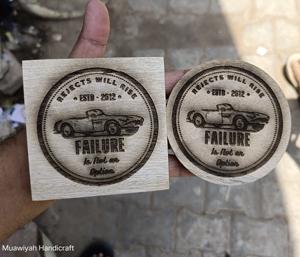 REJECTS WILL RISE
ESTD - 2012
FAILURE
Is Not an
Option
REJECTS WILL RISE
ESTD - 2012
FAILURE
Is Not an
Option
Muawiyah Handicraft